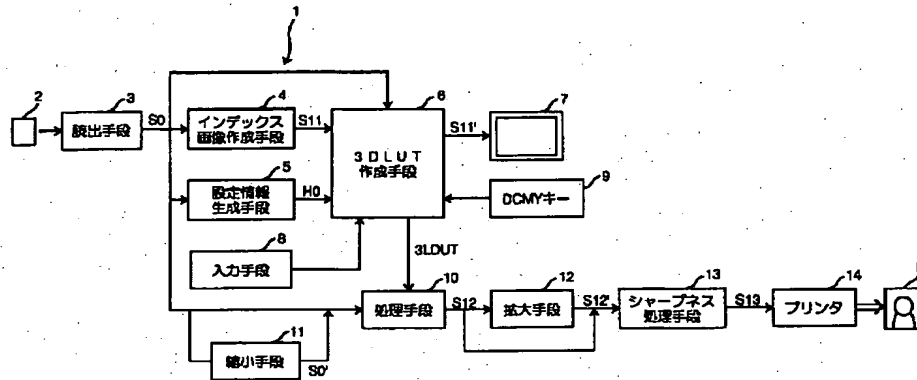 1
2
3
読出手段
S0
4
インデックス
画像作成手段
S11
6
3DLUT
作成手段
S11'
7
5
設定情報
生成手段
H0
DCMYキー
9
8
入力手段
3LDUT
10
処理手段
S12
12
拡大手段
S12'
13
シャープネス
処理手段
S13
14
プリンタ
11
縮小手段
S0'